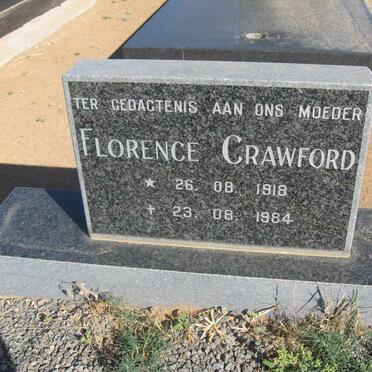 TER GEDACTENIS AAN ONS MOEDER
FLORENCE CRAWFORD
* 26. 08. 1918
† 23. 08. 1984